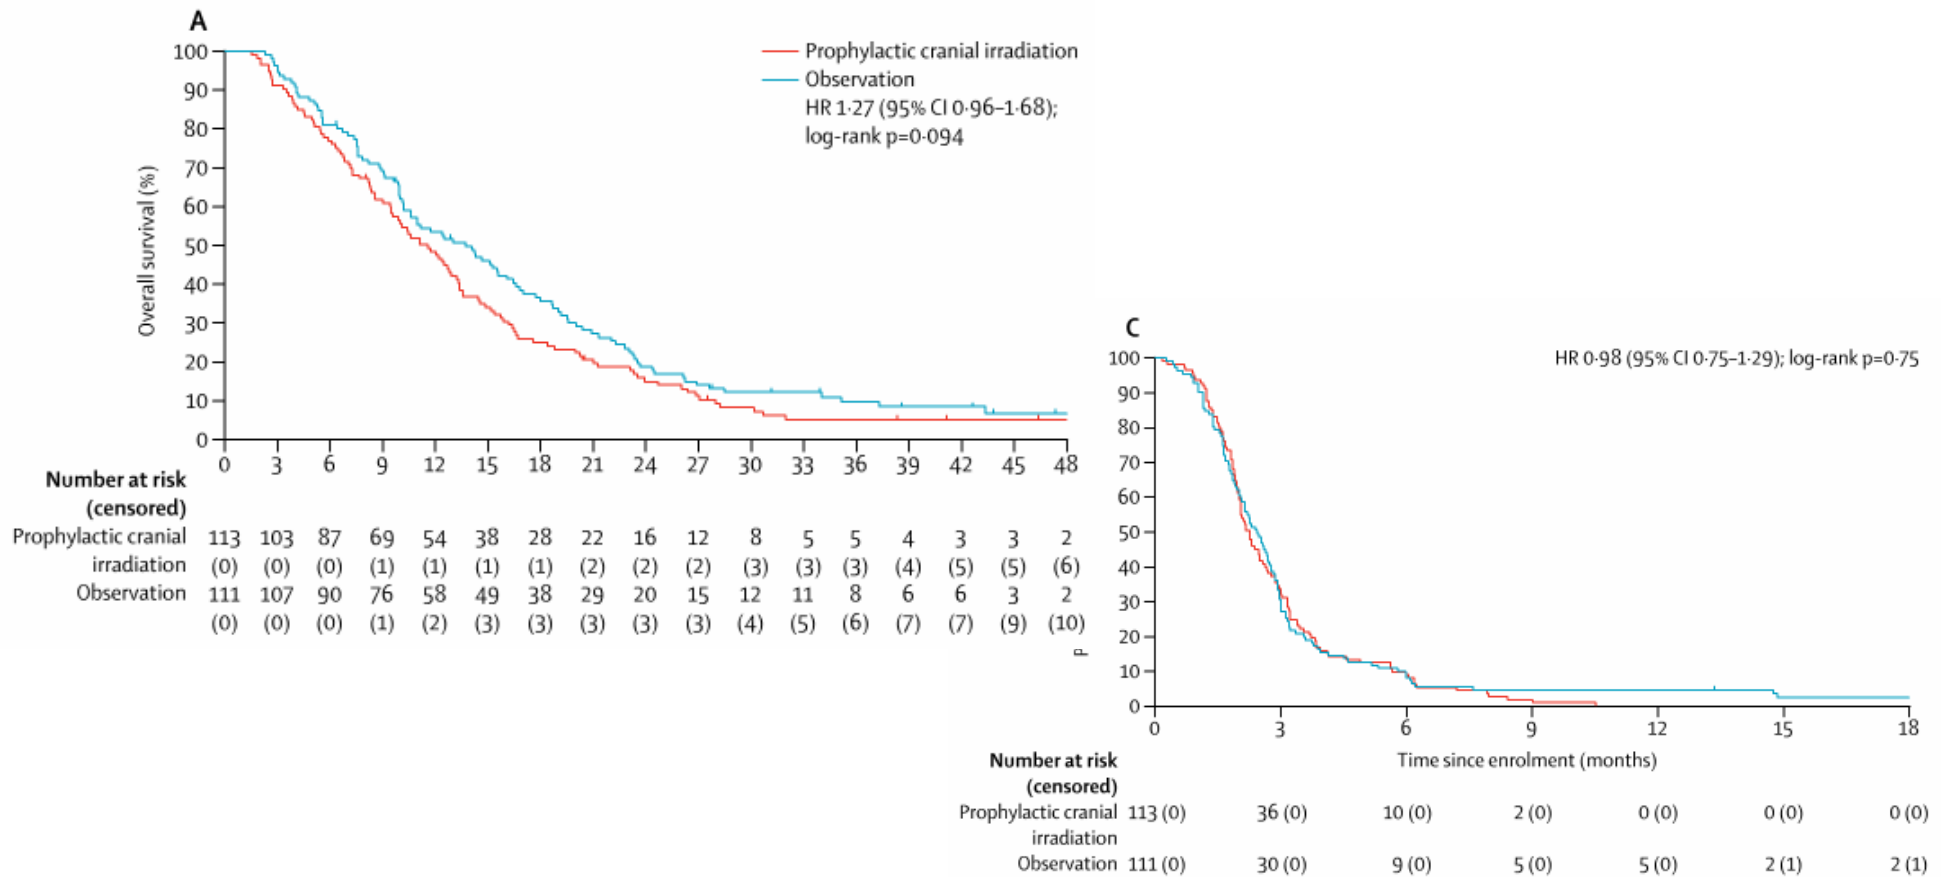 A
100
90
80
70
60
50
40
30
20
10
0
Overall survival (%)
Prophylactic cranial irradiation
Observation
HR 1·27 (95% CI 0·96–1·68);
log-rank p=0·094
0 3 6 9 12 15 18 21 24 27 30 33 36 39 42 45 48
Number at risk
(censored)
Prophylactic cranial 113 103 87 69 54 38 28 22 16 12 8 5 5 4 3 3 2
irradiation (0) (0) (0) (1) (1) (1) (1) (2) (2) (2) (3) (3) (3) (4) (5) (5) (6)
Observation 111 107 90 76 58 49 38 29 20 15 12 11 8 6 6 3 2
(0) (0) (0) (1) (2) (3) (3) (3) (3) (3) (4) (5) (6) (7) (7) (9) (10)
C
HR 0·98 (95% CI 0·75–1·29); log-rank p=0·75
100
90
80
70
60
50
40
30
20
10
0
0 3 6 9 12 15 18
Time since enrolment (months)
Number at risk
(censored)
Prophylactic cranial 113 (0) 36 (0) 10 (0) 2 (0) 0 (0) 0 (0) 0 (0)
irradiation
Observation 111 (0) 30 (0) 9 (0) 5 (0) 5 (0) 2 (1) 2 (1)